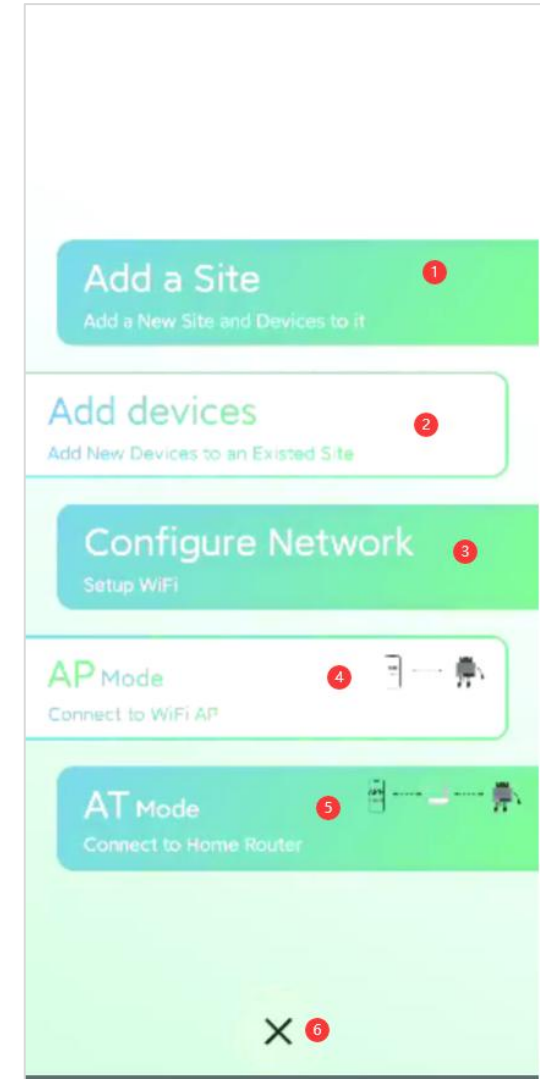 Add a Site
1
Add a New Site and Devices to it
Add devices
2
Add New Devices to an Existed Site
Configure Network
3
Setup WiFi
AP Mode
4
Connect to WiFi AP
AT Mode
5
Connect to Home Router
6